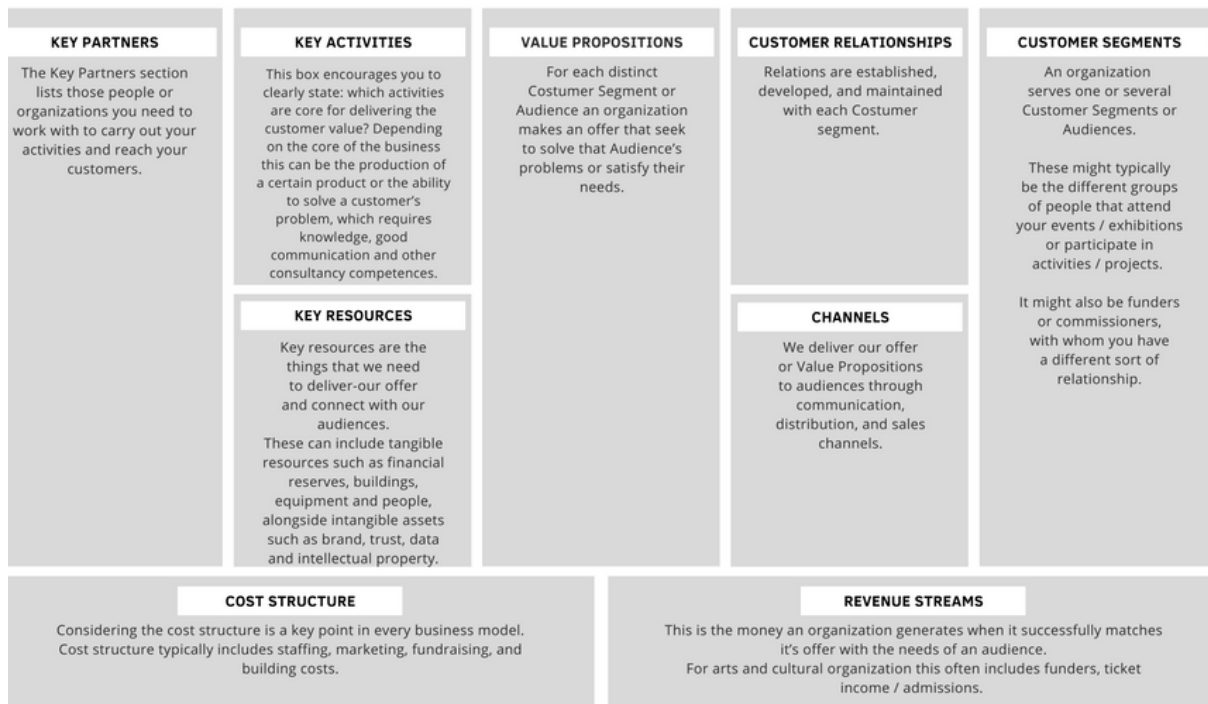 KEY PARTNERS
The Key Partners section
lists those people or
organizations you need to
work with to carry out your
activities and reach your
customers.
KEY ACTIVITIES
This box encourages you to
clearly state: which activities
are core for delivering the
customer value? Depending
on the core of the business
this can be the production of
a certain product or the ability
to solve a customer's
problem, which requires
knowledge, good
communication and other
consultancy competences.
KEY RESOURCES
Key resources are the
things that we need
to deliver-our offer
and connect with our
audiences.
These can include tangible
resources such as financial
reserves, buildings,
equipment and people,
alongside intangible assets
such as brand, trust, data
and intellectual property.
VALUE PROPOSITIONS
For each distinct
Costumer Segment or
Audience an organization
makes an offer that seek
to solve that Audience's
problems or satisfy their
needs.
CUSTOMER RELATIONSHIPS
Relations are established,
developed, and maintained
with each Costumer
segment.
CHANNELS
We deliver our offer
or Value Propositions
to audiences through
communication,
distribution, and sales
channels.
CUSTOMER SEGMENTS
An organization
serves one or several
Customer Segments or
Audiences.
These might typically
be the different groups
of people that attend
your events / exhibitions
or participate in
activities / projects.
It might also be funders
or commissioners,
with whom you have
a different sort of
relationship.
COST STRUCTURE
Considering the cost structure is a key point in every business model.
Cost structure typically includes staffing, marketing, fundraising, and
building costs.
REVENUE STREAMS
This is the money an organization generates when it successfully matches
it's offer with the needs of an audience.
For arts and cultural organization this often includes funders, ticket
income / admissions.